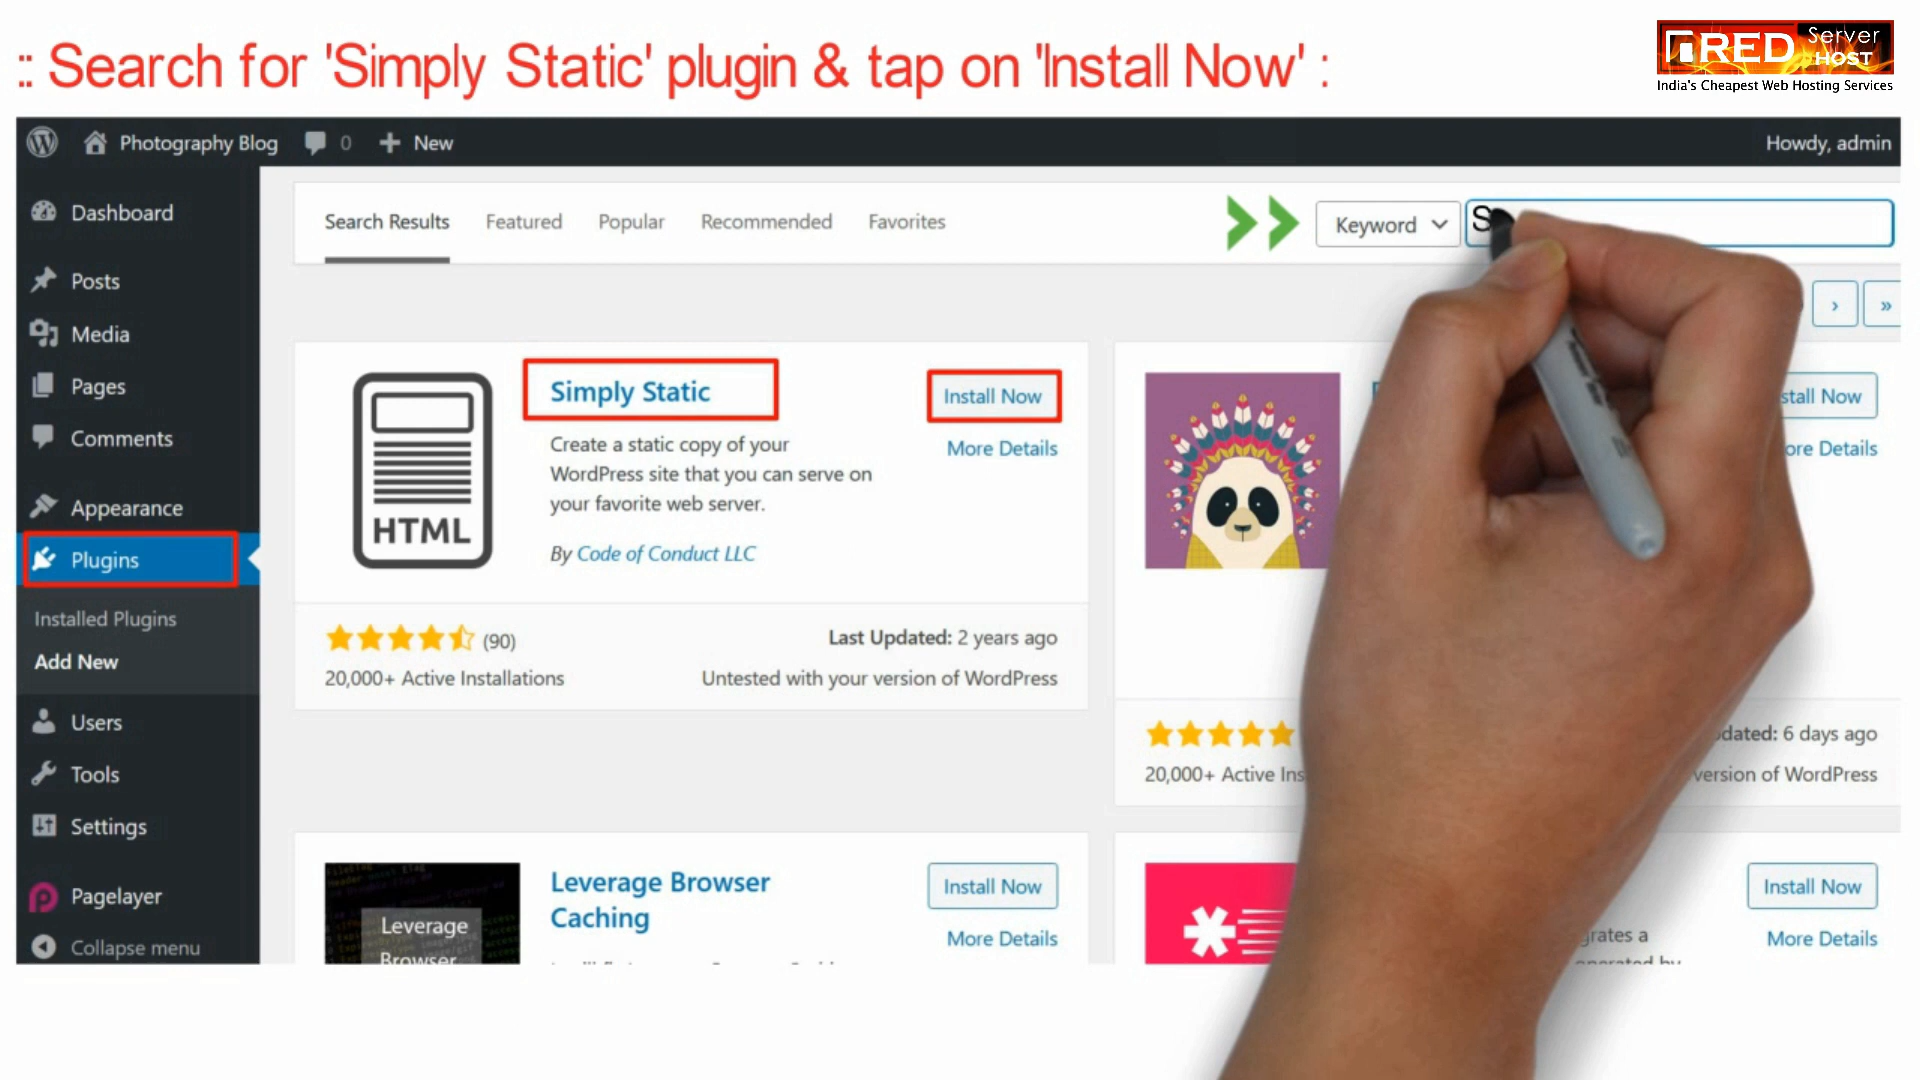 :: Search for 'Simply Static' plugin & tap on 'Install Now' :
RED Server HOST
India's Cheapest Web Hosting Services
Photography Blog 0 New Howdy, admin
Dashboard
Posts
Media
Pages
Comments
Appearance
Plugins
Installed Plugins
Add New
Users
Tools
Settings
Pagelayer
Collapse menu
Search Results Featured Popular Recommended Favorites Keyword S
› »
HTML
Simply Static
Install Now
More Details
Create a static copy of your
WordPress site that you can serve on
your favorite web server.
By Code of Conduct LLC
(90)
Last Updated: 2 years ago
20,000+ Active Installations
Untested with your version of WordPress
stall Now
ore Details
dated: 6 days ago
20,000+ Active Ins
version of WordPress
Leverage
Browser
Leverage Browser
Caching
Install Now
More Details
Install Now
More Details
grates a
operated by